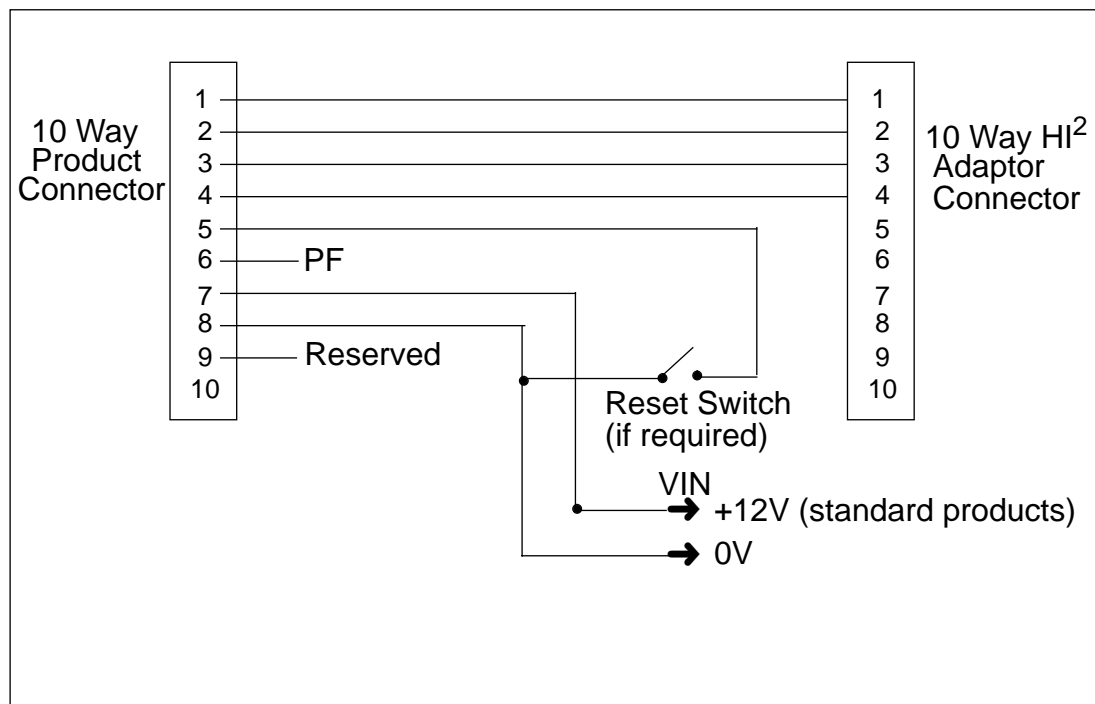 10 Way
Product
Connector
1
2
3
4
5
6
7
8
9
10
PF
Reserved
Reset Switch
(if required)
VIN
+12V (standard products)
0V
1
2
3
4
5
6
7
8
9
10
10 Way HI²
Adaptor
Connector